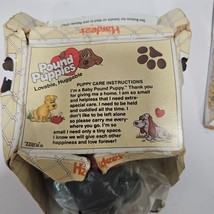 Hardee's
Pound
Puppies
Lovable, Huggable
PUPPY CARE INSTRUCTIONS
I'm a Baby Pound Puppy." Thank you
for giving me a home. I am so small
and helpless that I need extra-
special care. I need to be held
and cuddled all the time. I
don't like to be left alone
so please carry me every
where you go. I'm so
small I need only a tiny space.
I know we will give each other
happiness and love forever!